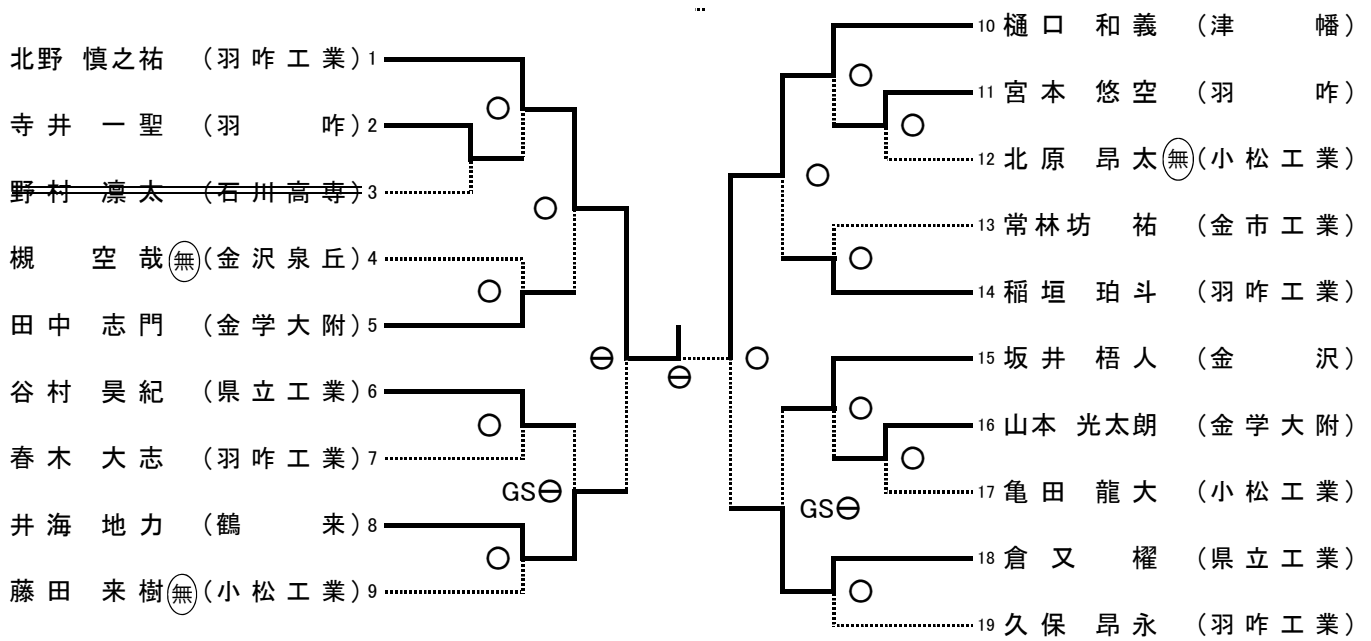 北野 慎之祐 (羽咋工業) 1
寺井 一聖 (羽咋) 2
野村 凛太 (石川高専) 3
槻 空哉 無 (金沢泉丘) 4
田中 志門 (金学大附) 5
谷村 昊紀 (県立工業) 6
春木 大志 (羽咋工業) 7
GS
井海 地力 (鶴来) 8
藤田 来樹 無 (小松工業) 9
10 樋口 和義 (津幡)
11 宮本 悠空 (羽咋)
12 北原 昂太 無 (小松工業)
13 常林坊 祐 (金市工業)
14 稲垣 珀斗 (羽咋工業)
15 坂井 梧人 (金沢)
16 山本 光太朗 (金学大附)
17 亀田 龍大 (小松工業)
GS
18 倉又 櫂 (県立工業)
19 久保 昂永 (羽咋工業)